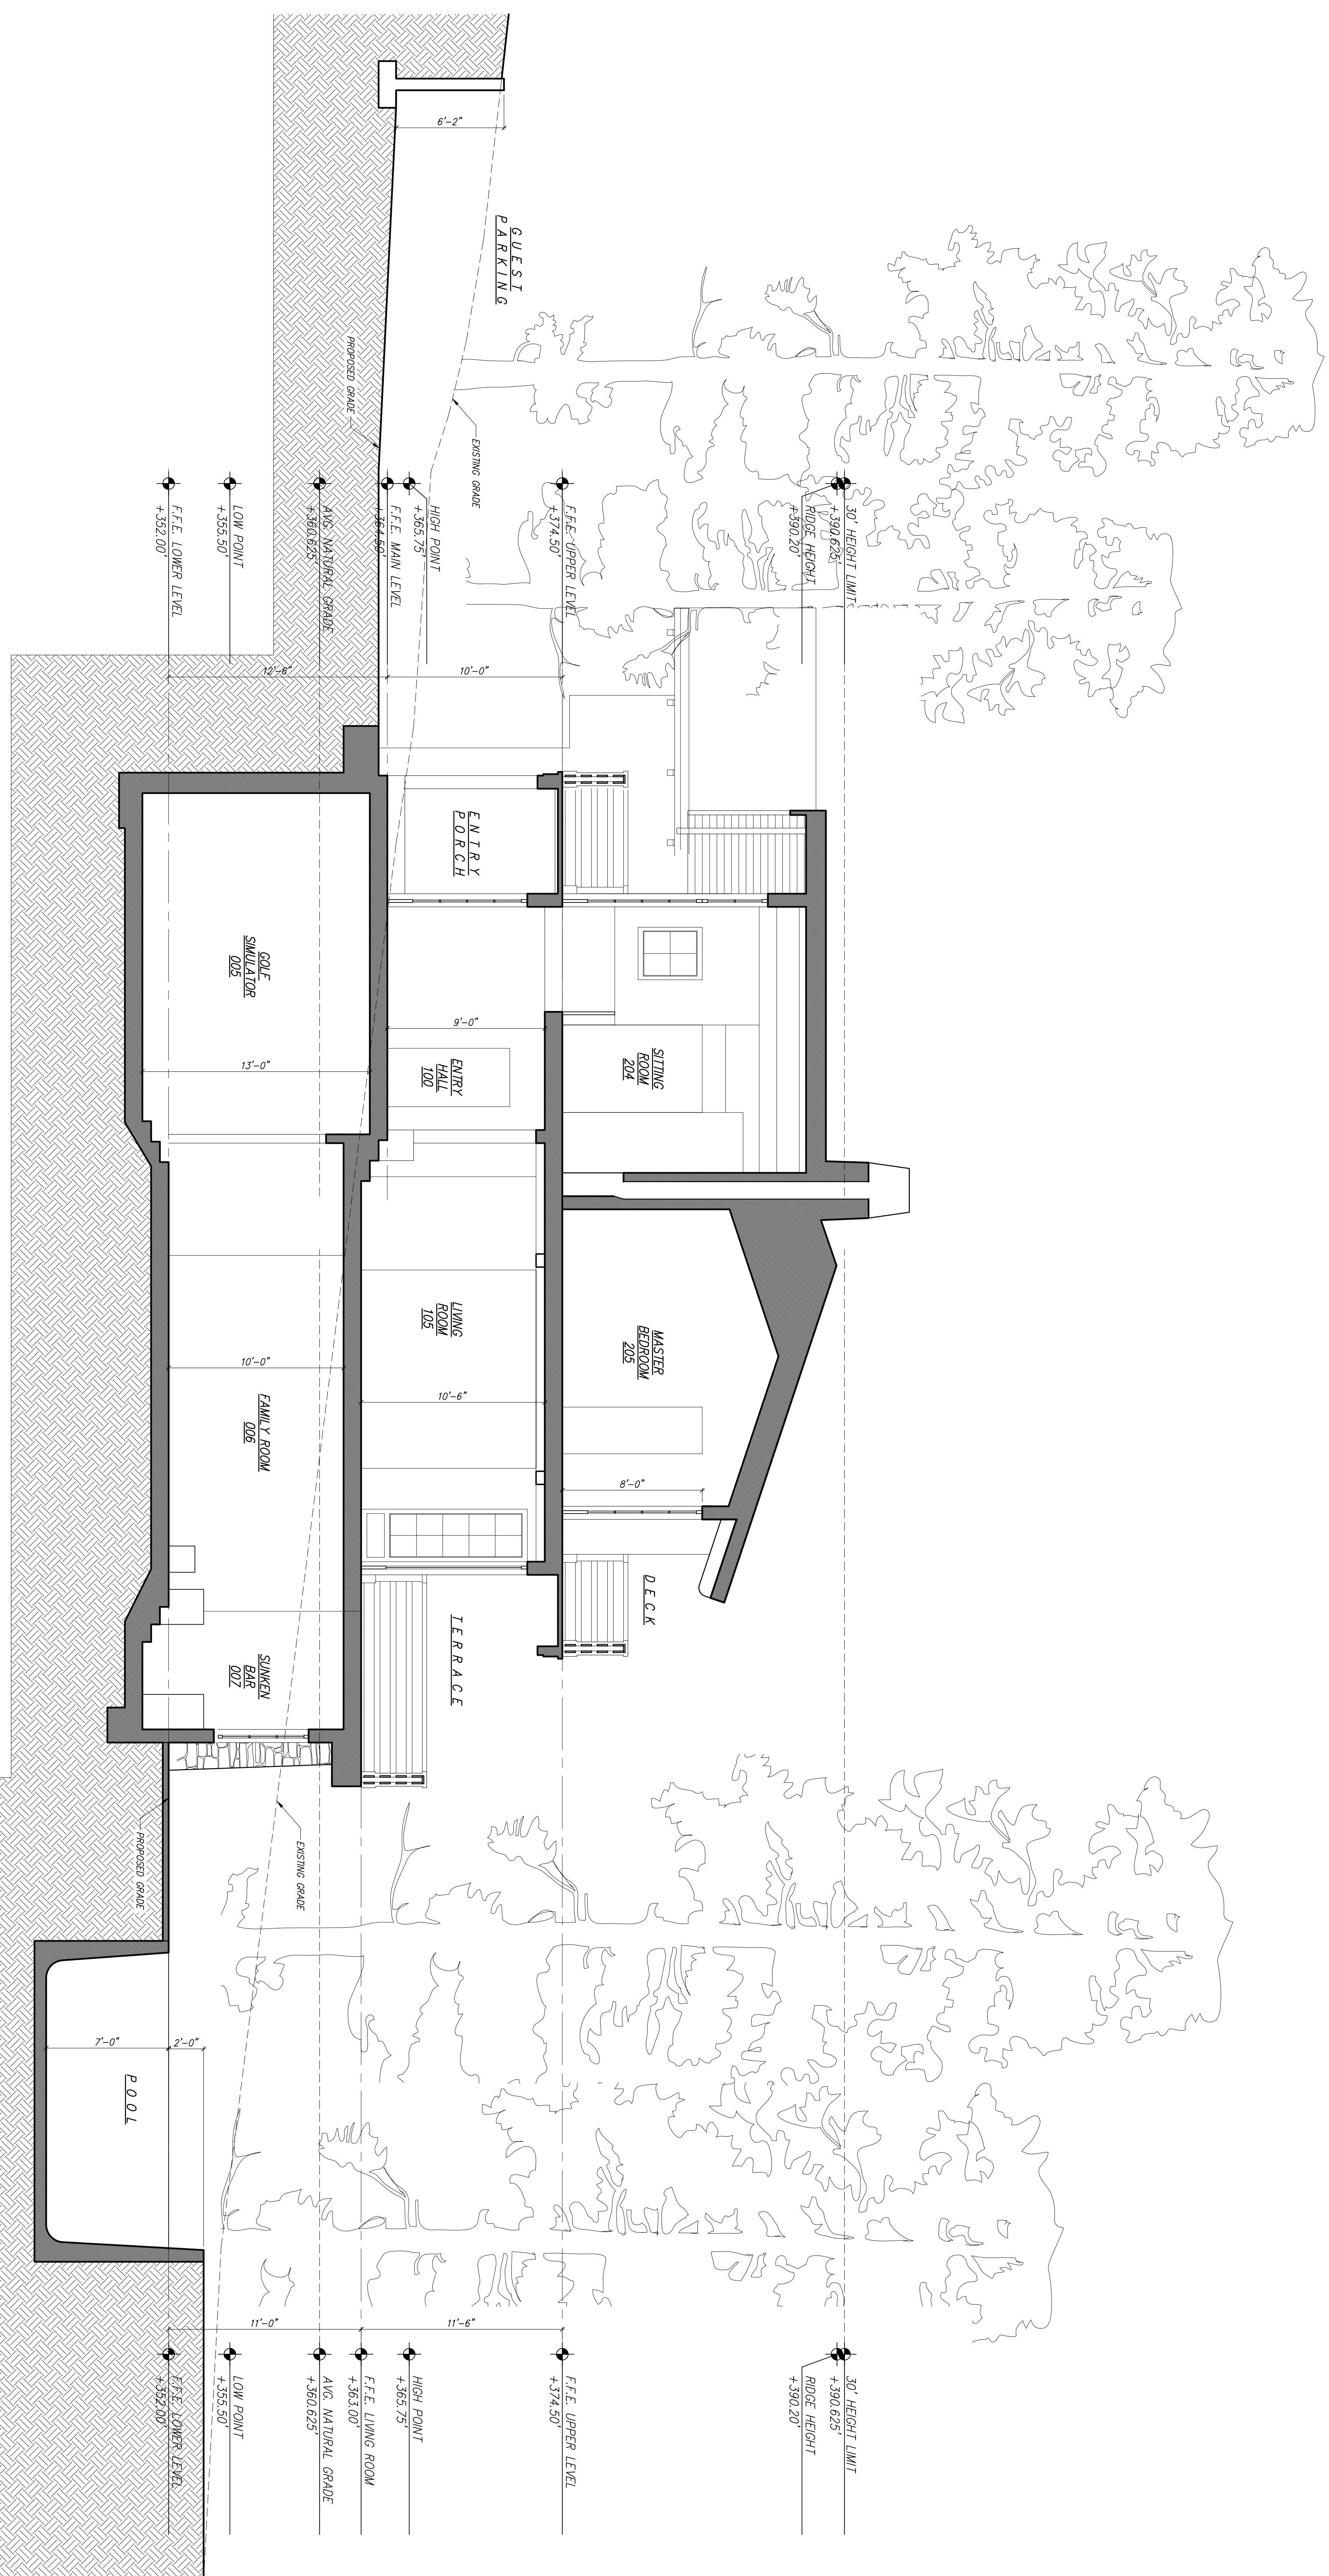 30' HEIGHT LIMIT
+390.625'
RIDGE HEIGHT
+390.20'
F.F.E. UPPER LEVEL
+374.50'
HIGH POINT
+365.75'
F.F.E. MAIN LEVEL
+364.50'
AVG. NATURAL GRADE
+360.625'
LOW POINT
+355.50'
F.F.E. LOWER LEVEL
+352.00'
GUEST
PARKING
6'-2"
EXISTING GRADE
PROPOSED GRADE
10'-0"
12'-6"
ENTRY
PORCH
SITTING
ROOM
204
MASTER
BEDROOM
205
8'-0"
DECK
ENTRY
HALL
100
9'-0"
LIVING
ROOM
105
10'-6"
TERRACE
GOLF
SIMULATOR
005
13'-0"
FAMILY ROOM
006
10'-0"
SUNKEN
BAR
007
EXISTING GRADE
PROPOSED GRADE
POOL
7'-0"
2'-0"
11'-6"
11'-0"
30' HEIGHT LIMIT
+390.625'
RIDGE HEIGHT
+390.20'
F.F.E. UPPER LEVEL
+374.50'
HIGH POINT
+365.75'
F.F.E. LIVING ROOM
+363.00'
AVG. NATURAL GRADE
+360.625'
LOW POINT
+355.50'
F.F.E. LOWER LEVEL
+352.00'